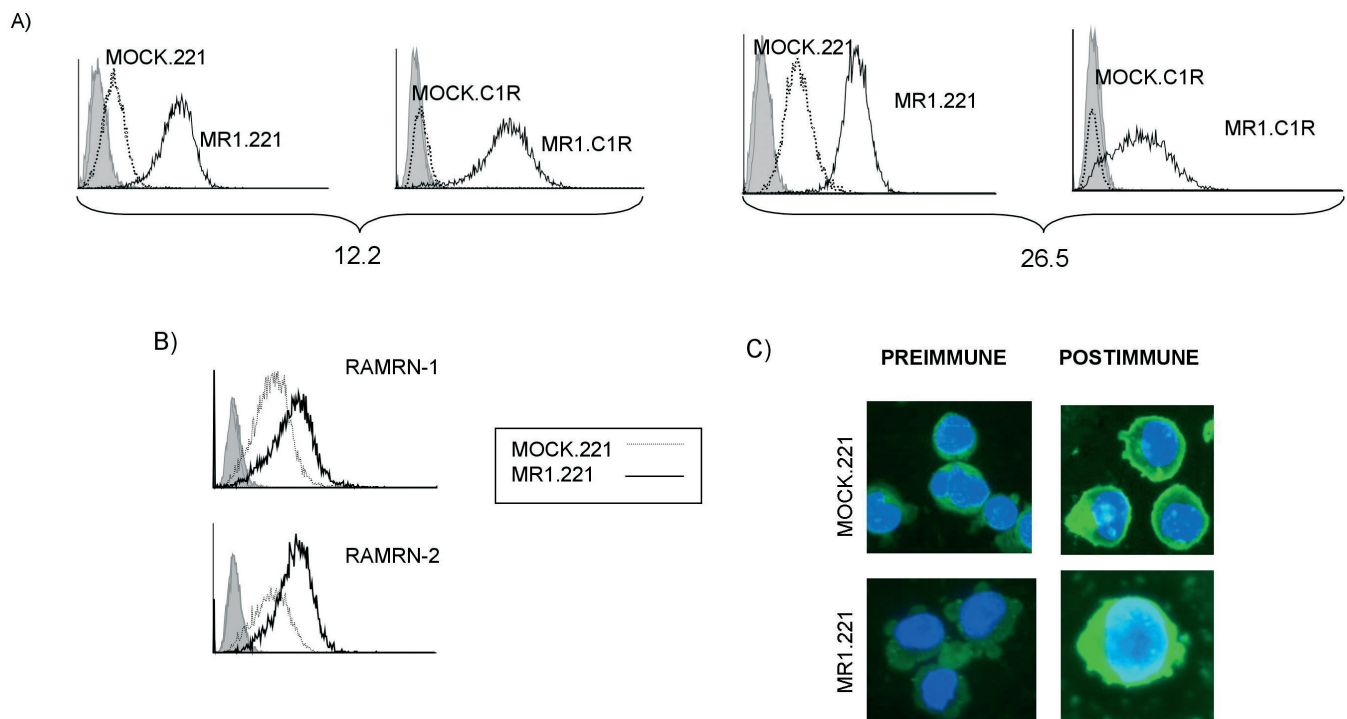 A)
MOCK.221
MR1.221
MOCK.C1R
MR1.C1R
12.2
MOCK.221
MR1.221
MOCK.C1R
MR1.C1R
26.5
B)
RAMRN-1
RAMRN-2
MOCK.221
MR1.221
C)
PREIMMUNE
POSTIMMUNE
MOCK.221
MR1.221